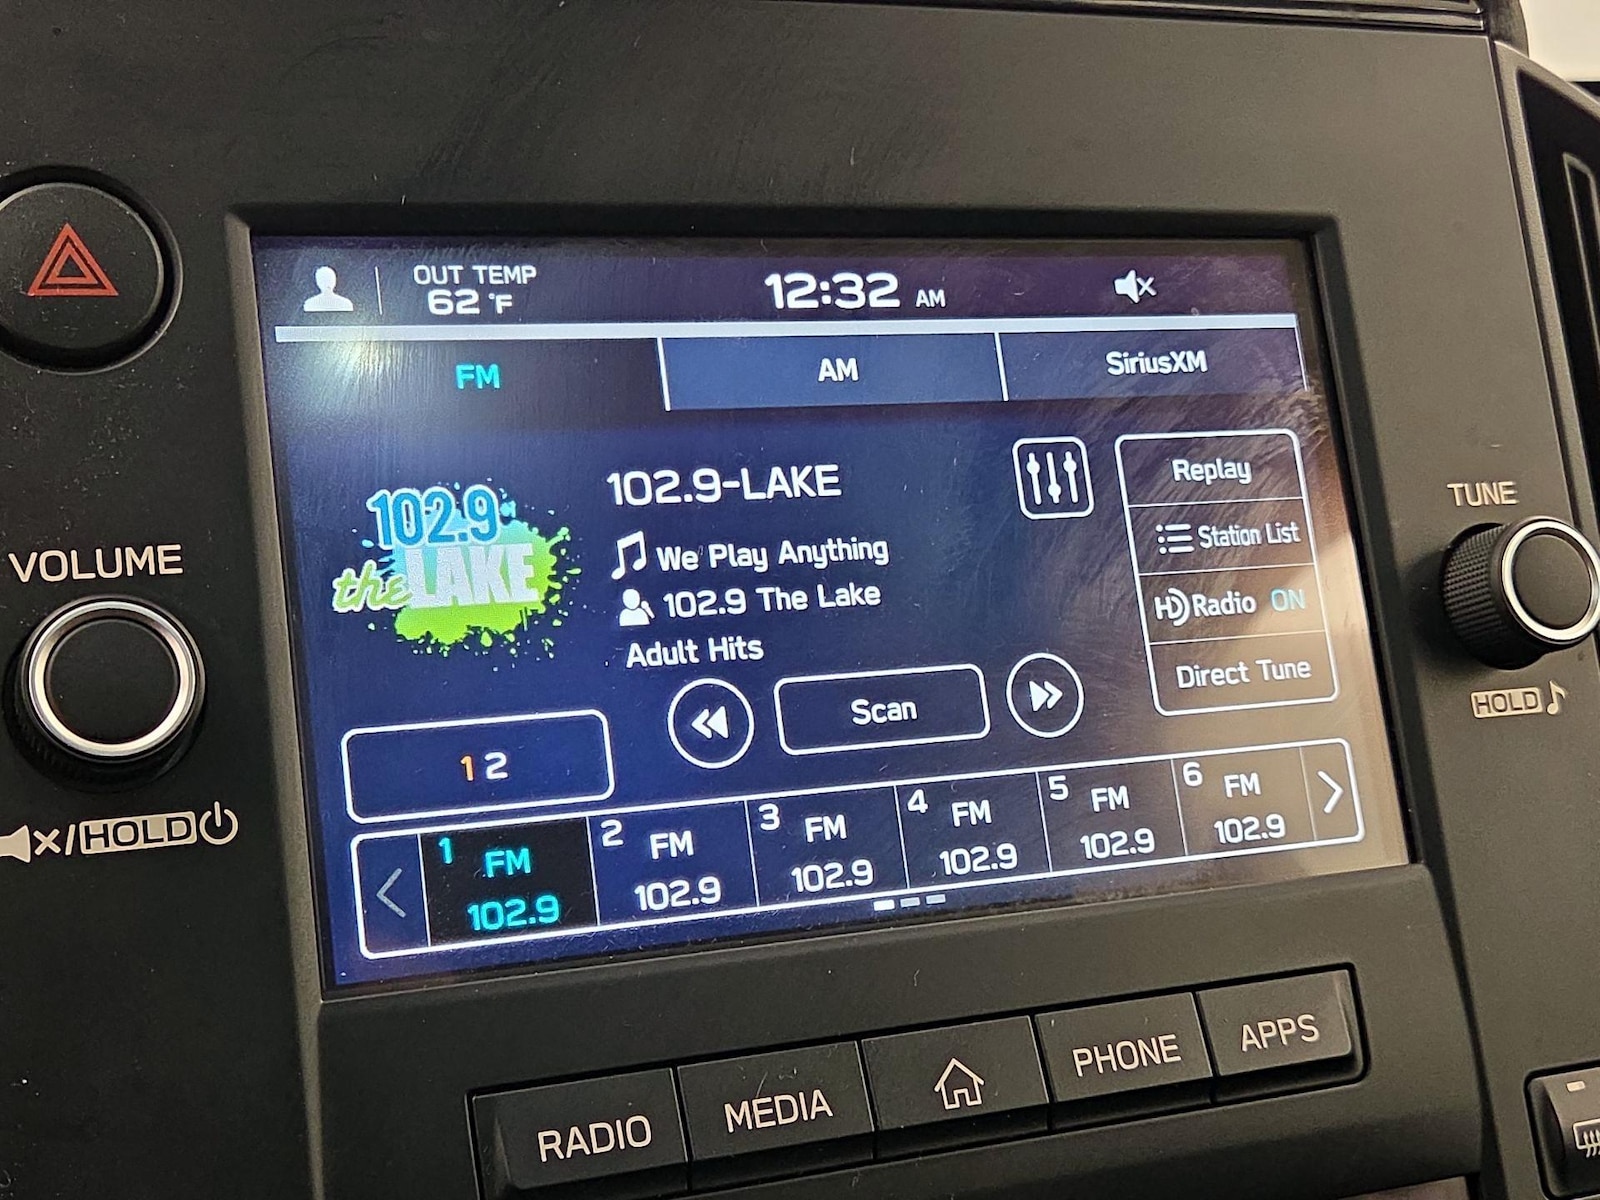 OUT TEMP
62 °F
12:32 AM
FM
AM
SiriusXM
102.9
the LAKE
102.9-LAKE
We Play Anything
102.9 The Lake
Adult Hits
Replay
Station List
HD Radio ON
Direct Tune
Scan
1 2
1 FM
102.9
2 FM
102.9
3 FM
102.9
4 FM
102.9
5 FM
102.9
6 FM
102.9
VOLUME
/HOLD
TUNE
HOLD
RADIO
MEDIA
PHONE
APPS